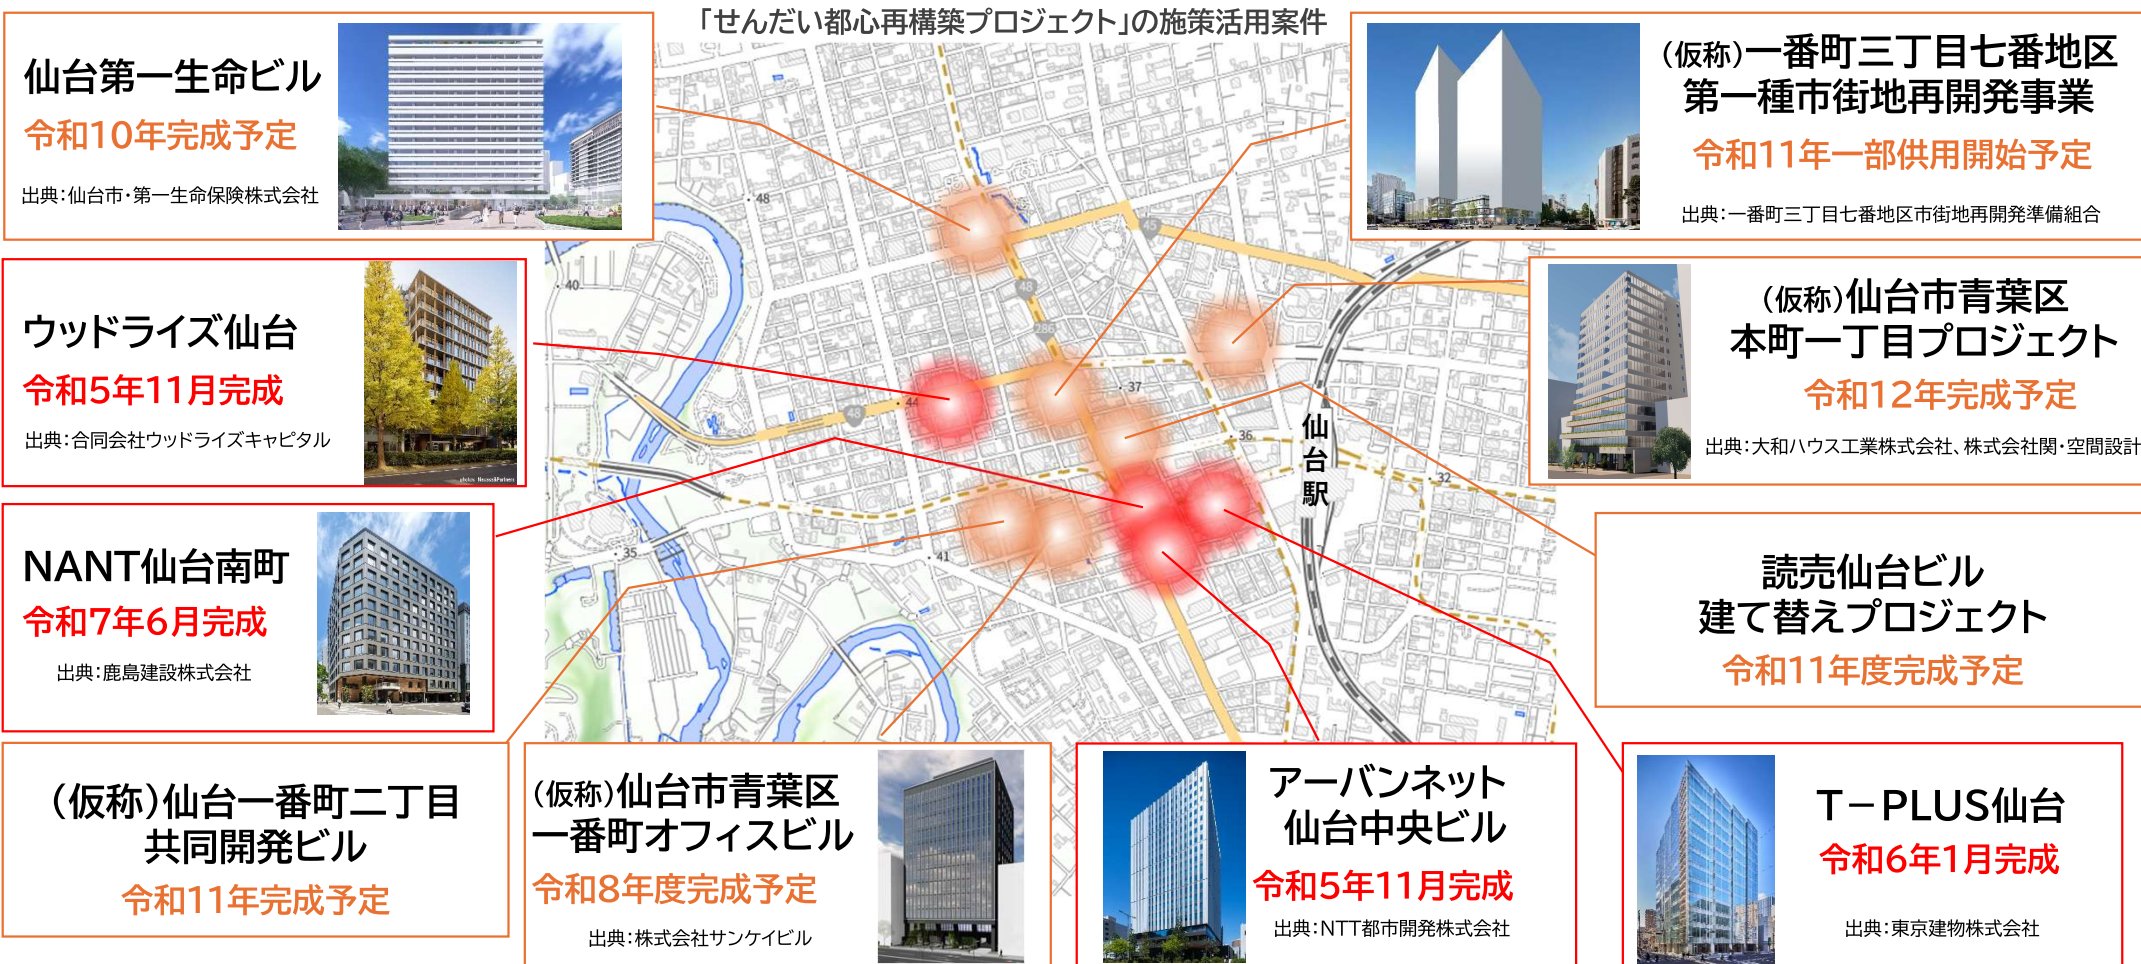 「せんだい都心再構築プロジェクト」の施策活用案件
仙台第一生命ビル
令和10年完成予定
出典：仙台市・第一生命保険株式会社
（仮称）一番町三丁目七番地区
第一種市街地再開発事業
令和11年一部供用開始予定
出典：一番町三丁目七番地区市街地再開発準備組合
ウッドライズ仙台
令和5年11月完成
出典：合同会社ウッドライズキャピタル
（仮称）仙台市青葉区
本町一丁目プロジェクト
令和12年完成予定
出典：大和ハウス工業株式会社、株式会社関・空間設計
NANT仙台南町
令和7年6月完成
出典：鹿島建設株式会社
読売仙台ビル
建て替えプロジェクト
令和11年度完成予定
（仮称）仙台一番町二丁目
共同開発ビル
令和11年完成予定
（仮称）仙台市青葉区
一番町オフィスビル
令和8年度完成予定
出典：株式会社サンケイビル
アーバンネット
仙台中央ビル
令和5年11月完成
出典：NTT都市開発株式会社
T－PLUS仙台
令和6年1月完成
出典：東京建物株式会社
仙台駅
48
45
40
48
286
37
44
48
36
32
35
41